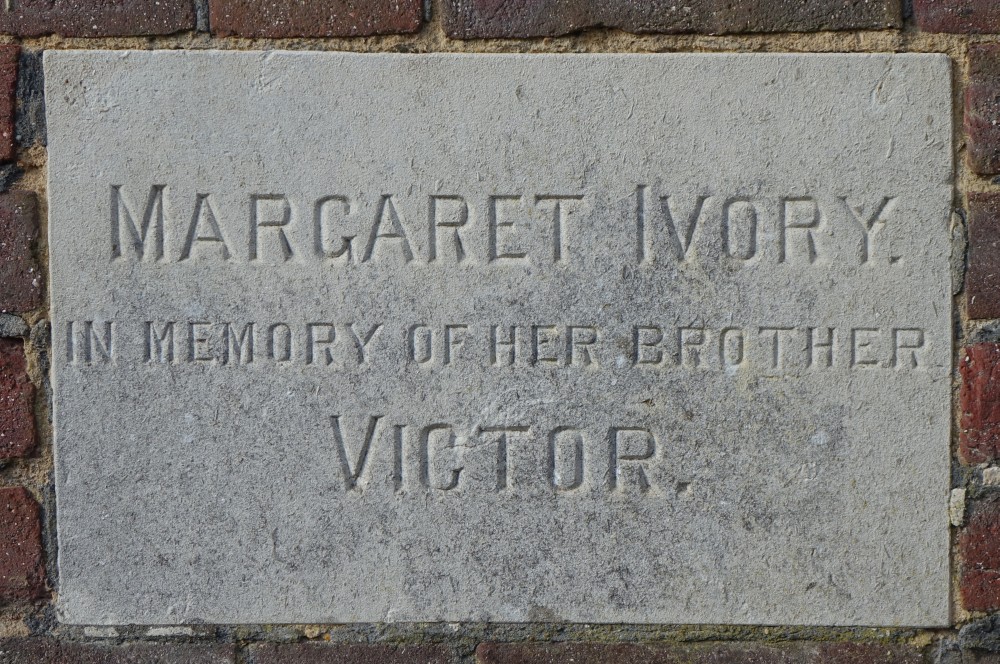 MARGARET IVORY.
IN MEMORY OF HER BROTHER
VICTOR.